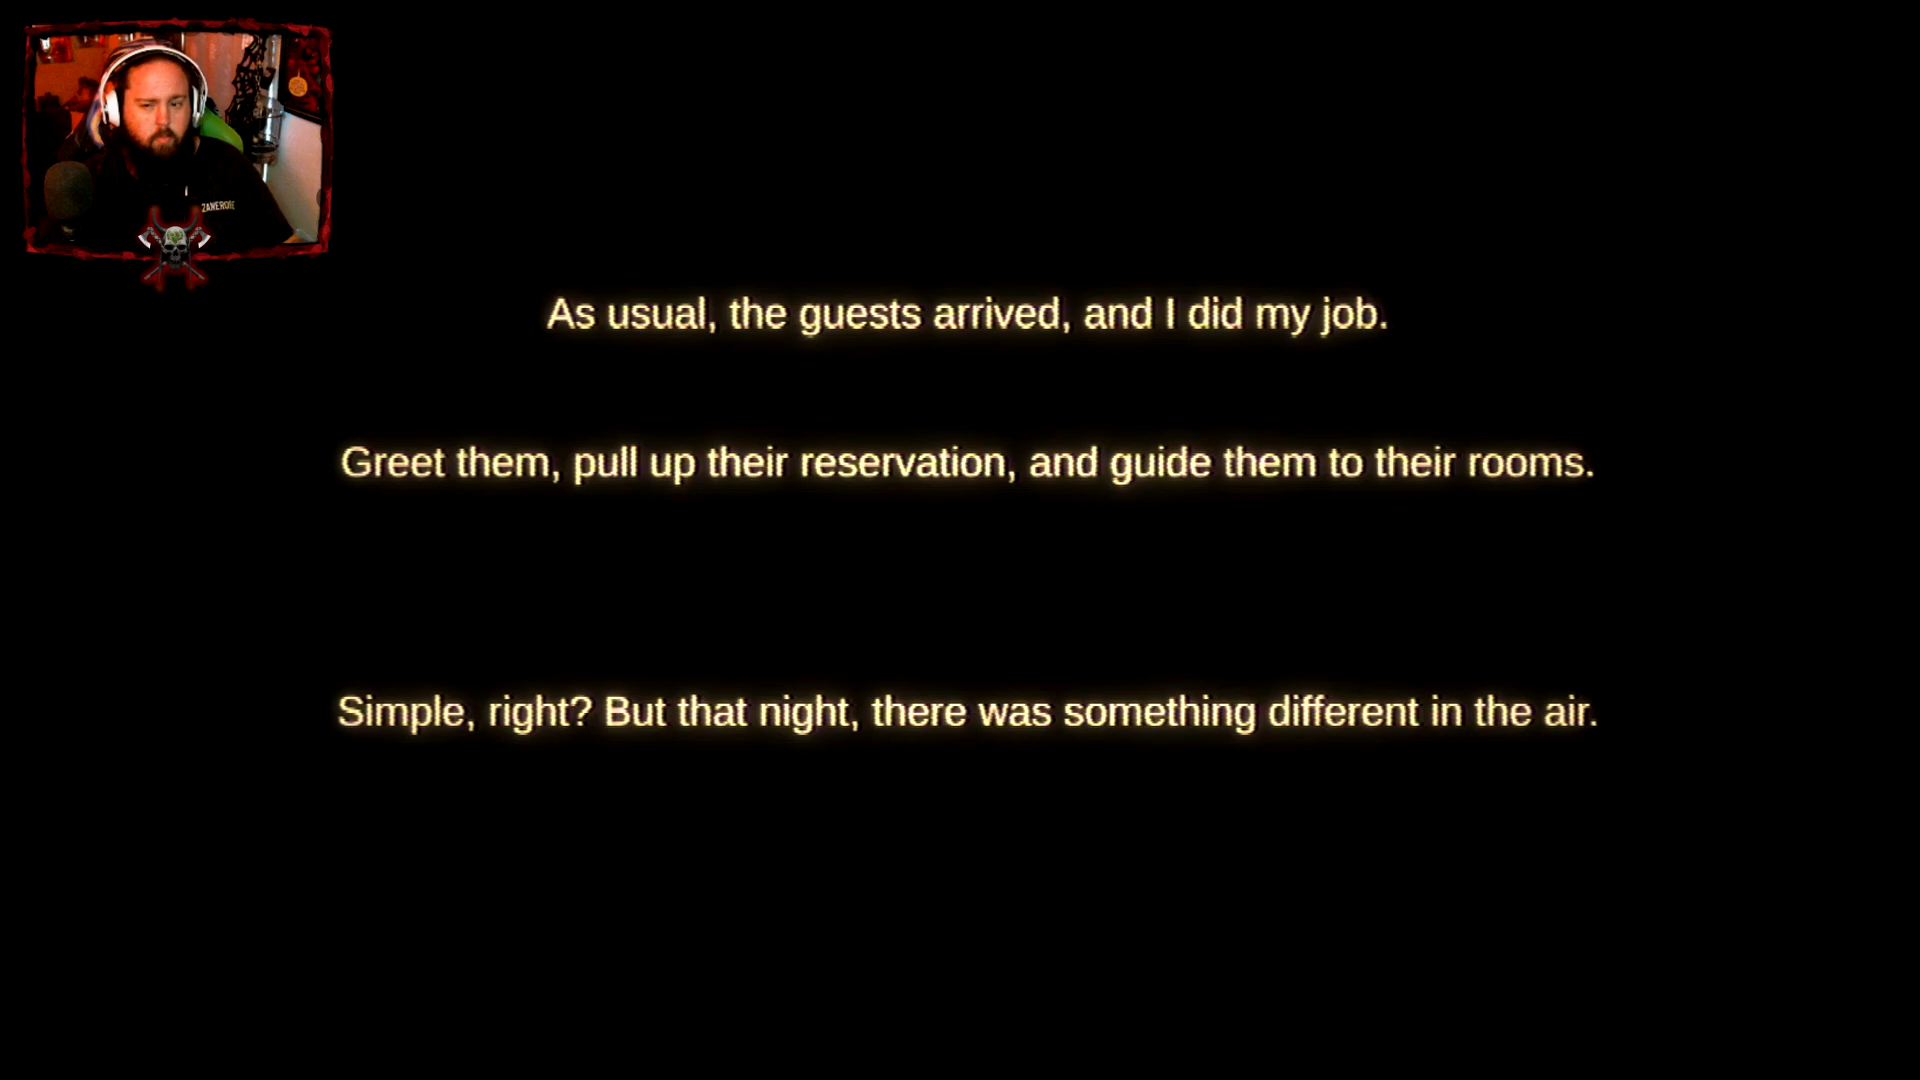 ZANEROSE
As usual, the guests arrived, and I did my job.
Greet them, pull up their reservation, and guide them to their rooms.
Simple, right? But that night, there was something different in the air.